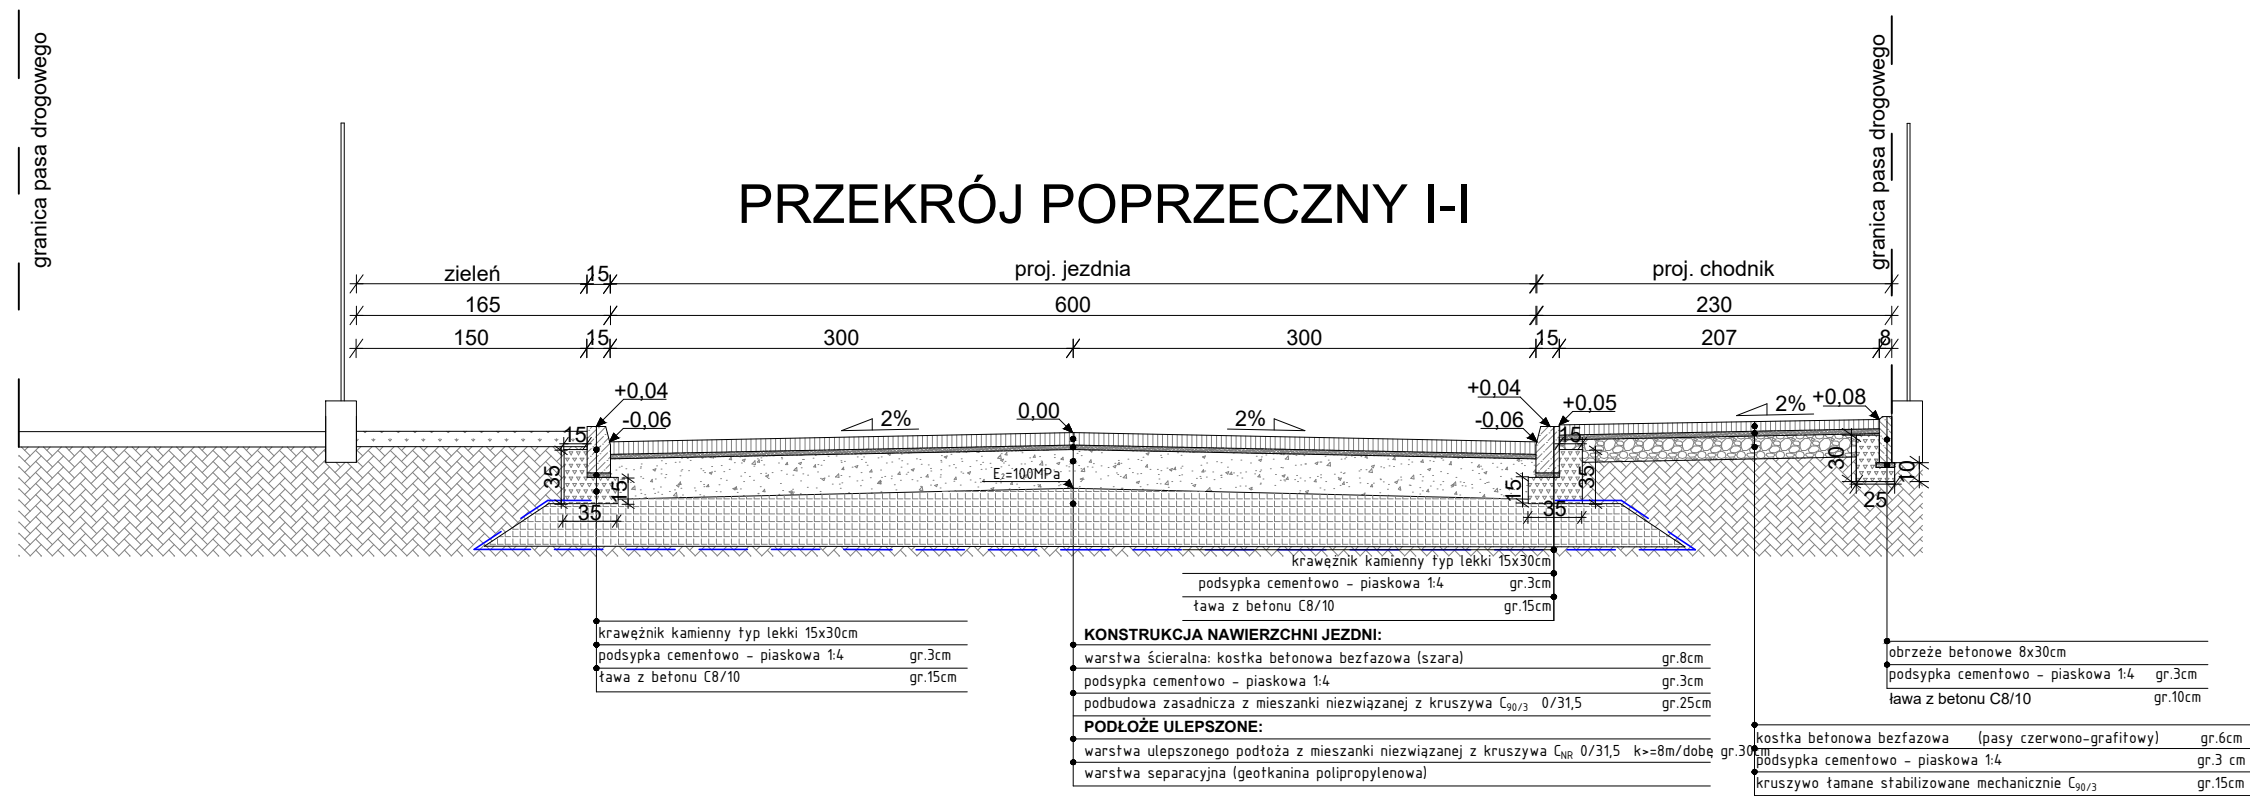 granica pasa drogowego
granica pasa drogowego
PRZEKRÓJ POPRZECZNY I-I
zieleń 15 proj. jezdnia proj. chodnik
165 600 230
150 15 300 300 15 207 8
+0,04 +0,04 +0,05 +0,08
-0,06 2% 0,00 2% -0,06 2%
15 15
35 15 E₂=100MPa 15 35 30 10
35 35 25
krawężnik kamienny typ lekki 15x30cm
podsypka cementowo - piaskowa 1:4 gr.3cm
ława z betonu C8/10 gr.15cm
krawężnik kamienny typ lekki 15x30cm
podsypka cementowo - piaskowa 1:4 gr.3cm
ława z betonu C8/10 gr.15cm
KONSTRUKCJA NAWIERZCHNI JEZDNI:
warstwa ścieralna: kostka betonowa bezfazowa (szara) gr.8cm
podsypka cementowo - piaskowa 1:4 gr.3cm
podbudowa zasadnicza z mieszanki niezwiązanej z kruszywa C90/3 0/31,5 gr.25cm
PODŁOŻE ULEPSZONE:
warstwa ulepszonego podłoża z mieszanki niezwiązanej z kruszywa CNR 0/31,5 k>=8m/dobę gr.30cm
warstwa separacyjna (geotkanina polipropylenowa)
obrzeże betonowe 8x30cm
podsypka cementowo - piaskowa 1:4 gr.3cm
ława z betonu C8/10 gr.10cm
kostka betonowa bezfazowa (pasy czerwono-grafitowy) gr.6cm
podsypka cementowo - piaskowa 1:4 gr.3 cm
kruszywo łamane stabilizowane mechanicznie C90/3 gr.15cm